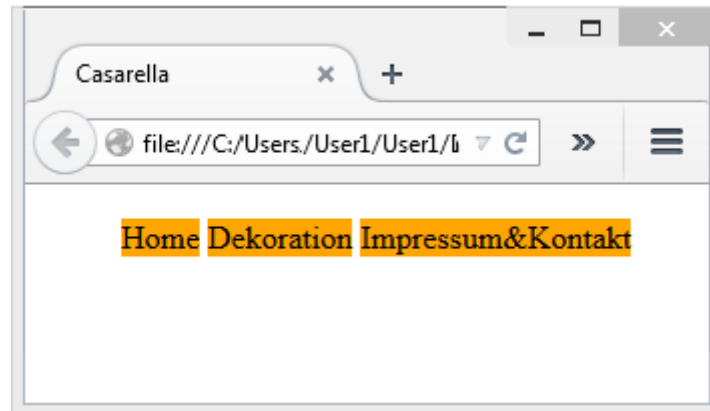 Casarella
file:///C:/Users./User1/User1/
Home Dekoration Impressum&Kontakt